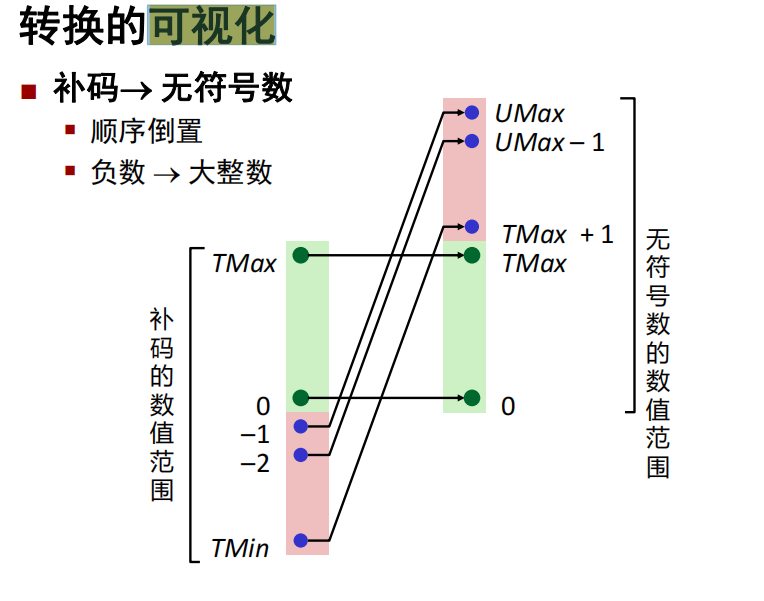 转换的可视化
■ 补码→ 无符号数
▪ 顺序倒置
▪ 负数 → 大整数
UMax
UMax – 1
TMax + 1
TMax
TMax
0
0
–1
–2
TMin
补码的数值范围
无符号数的数值范围